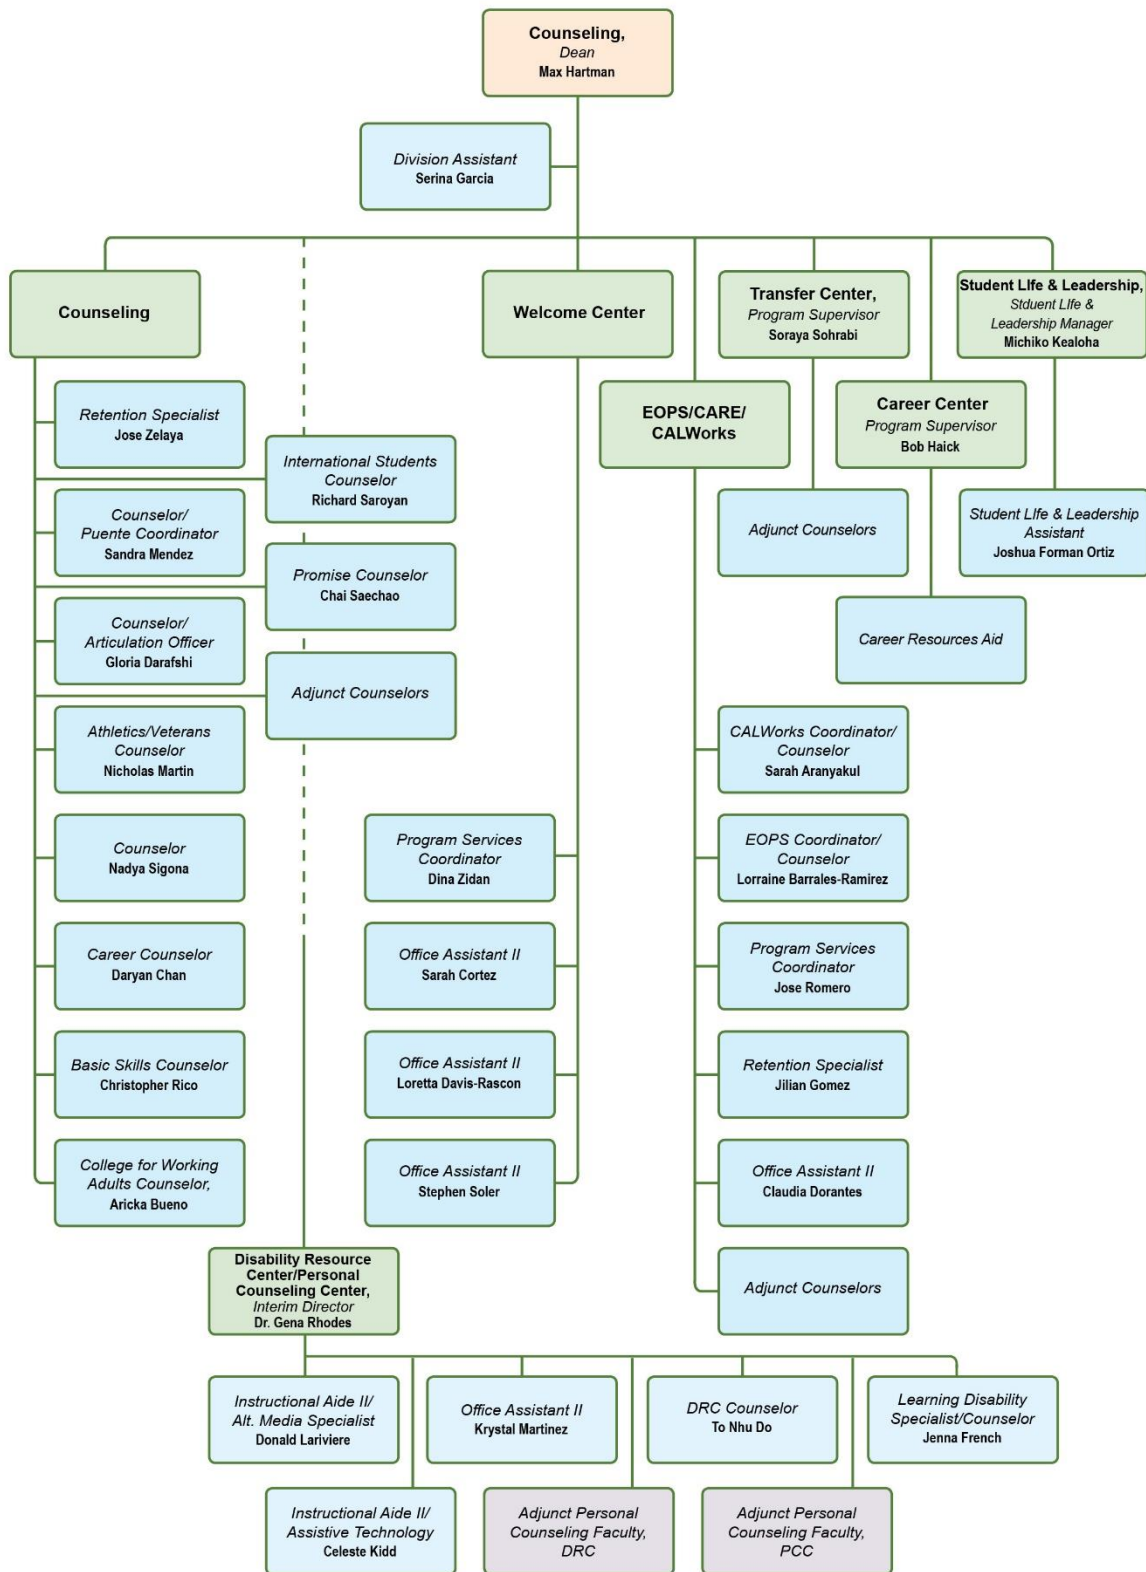 Counseling,
Dean
Max Hartman
Division Assistant
Serina Garcia
Counseling
Welcome Center
Transfer Center,
Program Supervisor
Soraya Sohrabi
Student LIfe & Leadership,
Stduent LIfe &
Leadership Manager
Michiko Kealoha
EOPS/CARE/
CALWorks
Career Center
Program Supervisor
Bob Haick
Retention Specialist
Jose Zelaya
International Students
Counselor
Richard Saroyan
Counselor/
Puente Coordinator
Sandra Mendez
Promise Counselor
Chai Saechao
Counselor/
Articulation Officer
Gloria Darafshi
Adjunct Counselors
Athletics/Veterans
Counselor
Nicholas Martin
Counselor
Nadya Sigona
Career Counselor
Daryan Chan
Basic Skills Counselor
Christopher Rico
College for Working
Adults Counselor,
Aricka Bueno
Program Services
Coordinator
Dina Zidan
Office Assistant II
Sarah Cortez
Office Assistant II
Loretta Davis-Rascon
Office Assistant II
Stephen Soler
Adjunct Counselors
Student LIfe & Leadership
Assistant
Joshua Forman Ortiz
Career Resources Aid
CALWorks Coordinator/
Counselor
Sarah Aranyakul
EOPS Coordinator/
Counselor
Lorraine Barrales-Ramirez
Program Services
Coordinator
Jose Romero
Retention Specialist
Jilian Gomez
Office Assistant II
Claudia Dorantes
Adjunct Counselors
Disability Resource
Center/Personal
Counseling Center,
Interim Director
Dr. Gena Rhodes
Instructional Aide II/
Alt. Media Specialist
Donald Lariviere
Office Assistant II
Krystal Martinez
DRC Counselor
To Nhu Do
Learning Disability
Specialist/Counselor
Jenna French
Instructional Aide II/
Assistive Technology
Celeste Kidd
Adjunct Personal
Counseling Faculty,
DRC
Adjunct Personal
Counseling Faculty,
PCC